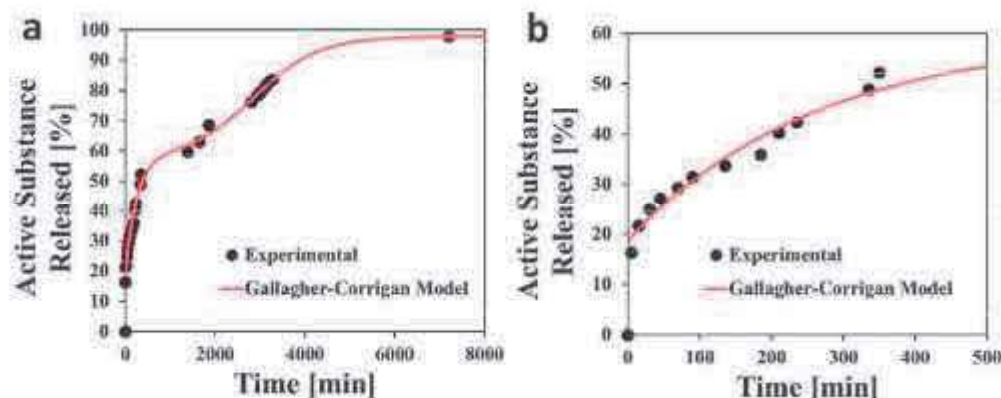 a
Active Substance
Released [%]
100
90
80
70
60
50
40
30
20
10
0
0 2000 4000 6000 8000
Time [min]
Experimental
Gallagher-Corrigan Model
b
Active Substance
Released [%]
60
50
40
30
20
10
0
0 100 200 300 400 500
Time [min]
Experimental
Gallagher-Corrigan Model